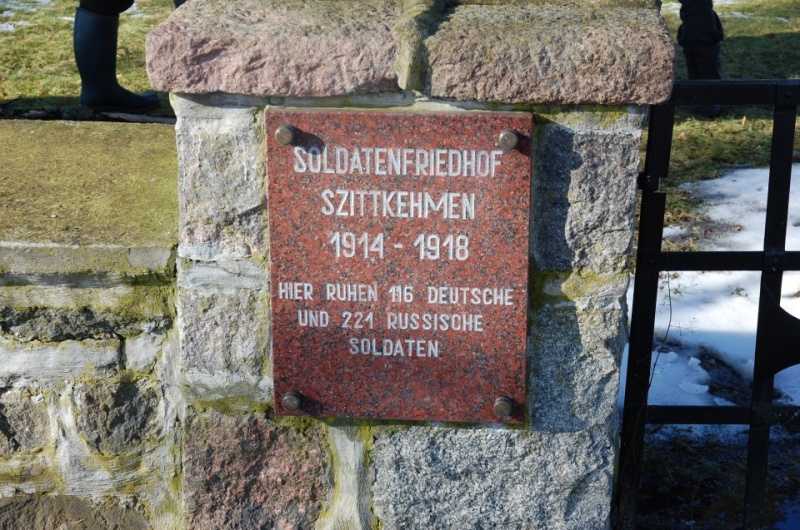 SOLDATENFRIEDHOF
SZITTKEHMEN
1914 - 1918
HIER RUHEN 116 DEUTSCHE
UND 221 RUSSISCHE
SOLDATEN